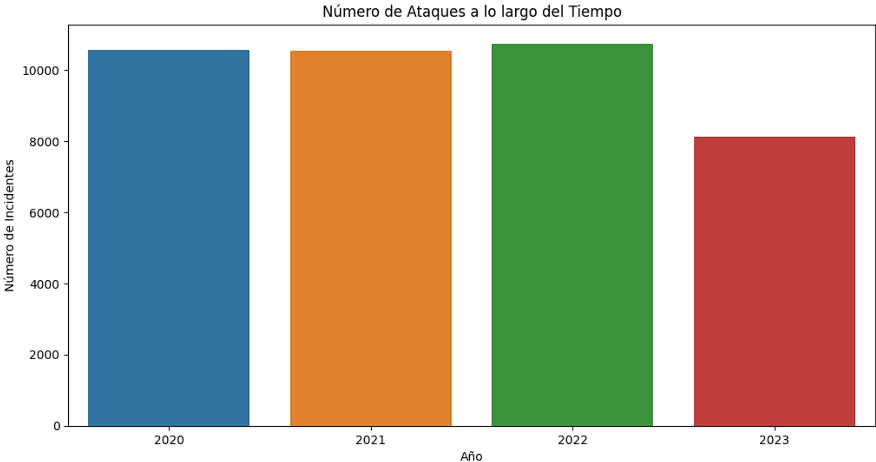 Número de Ataques a lo largo del Tiempo
10000
8000
6000
4000
2000
0
Número de Incidentes
2020 2021 2022 2023
Año